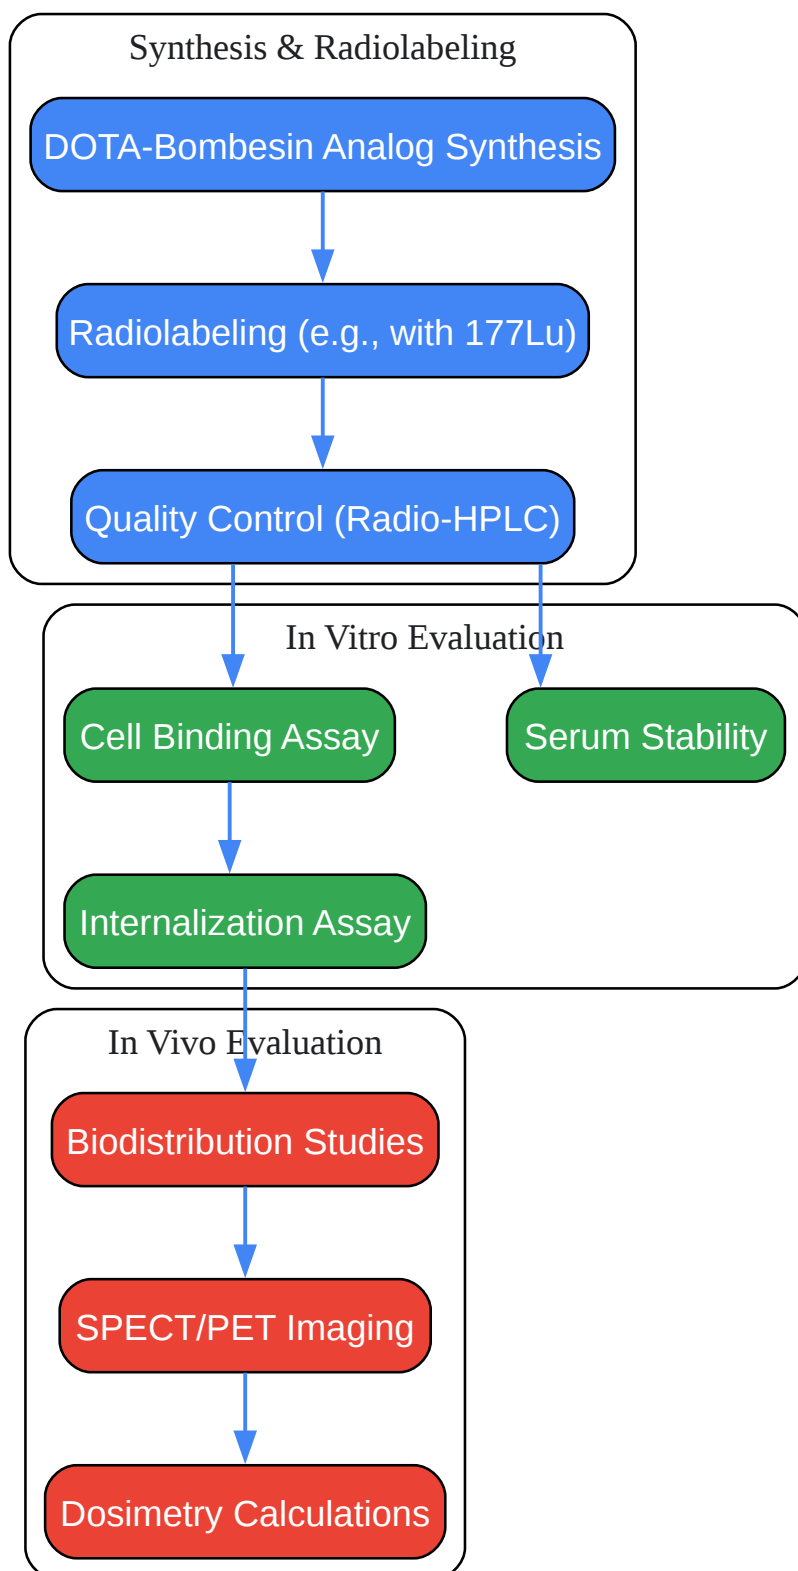 Synthesis & Radiolabeling
DOTA-Bombesin Analog Synthesis
Radiolabeling (e.g., with 177Lu)
Quality Control (Radio-HPLC)
In Vitro Evaluation
Cell Binding Assay
Serum Stability
Internalization Assay
In Vivo Evaluation
Biodistribution Studies
SPECT/PET Imaging
Dosimetry Calculations